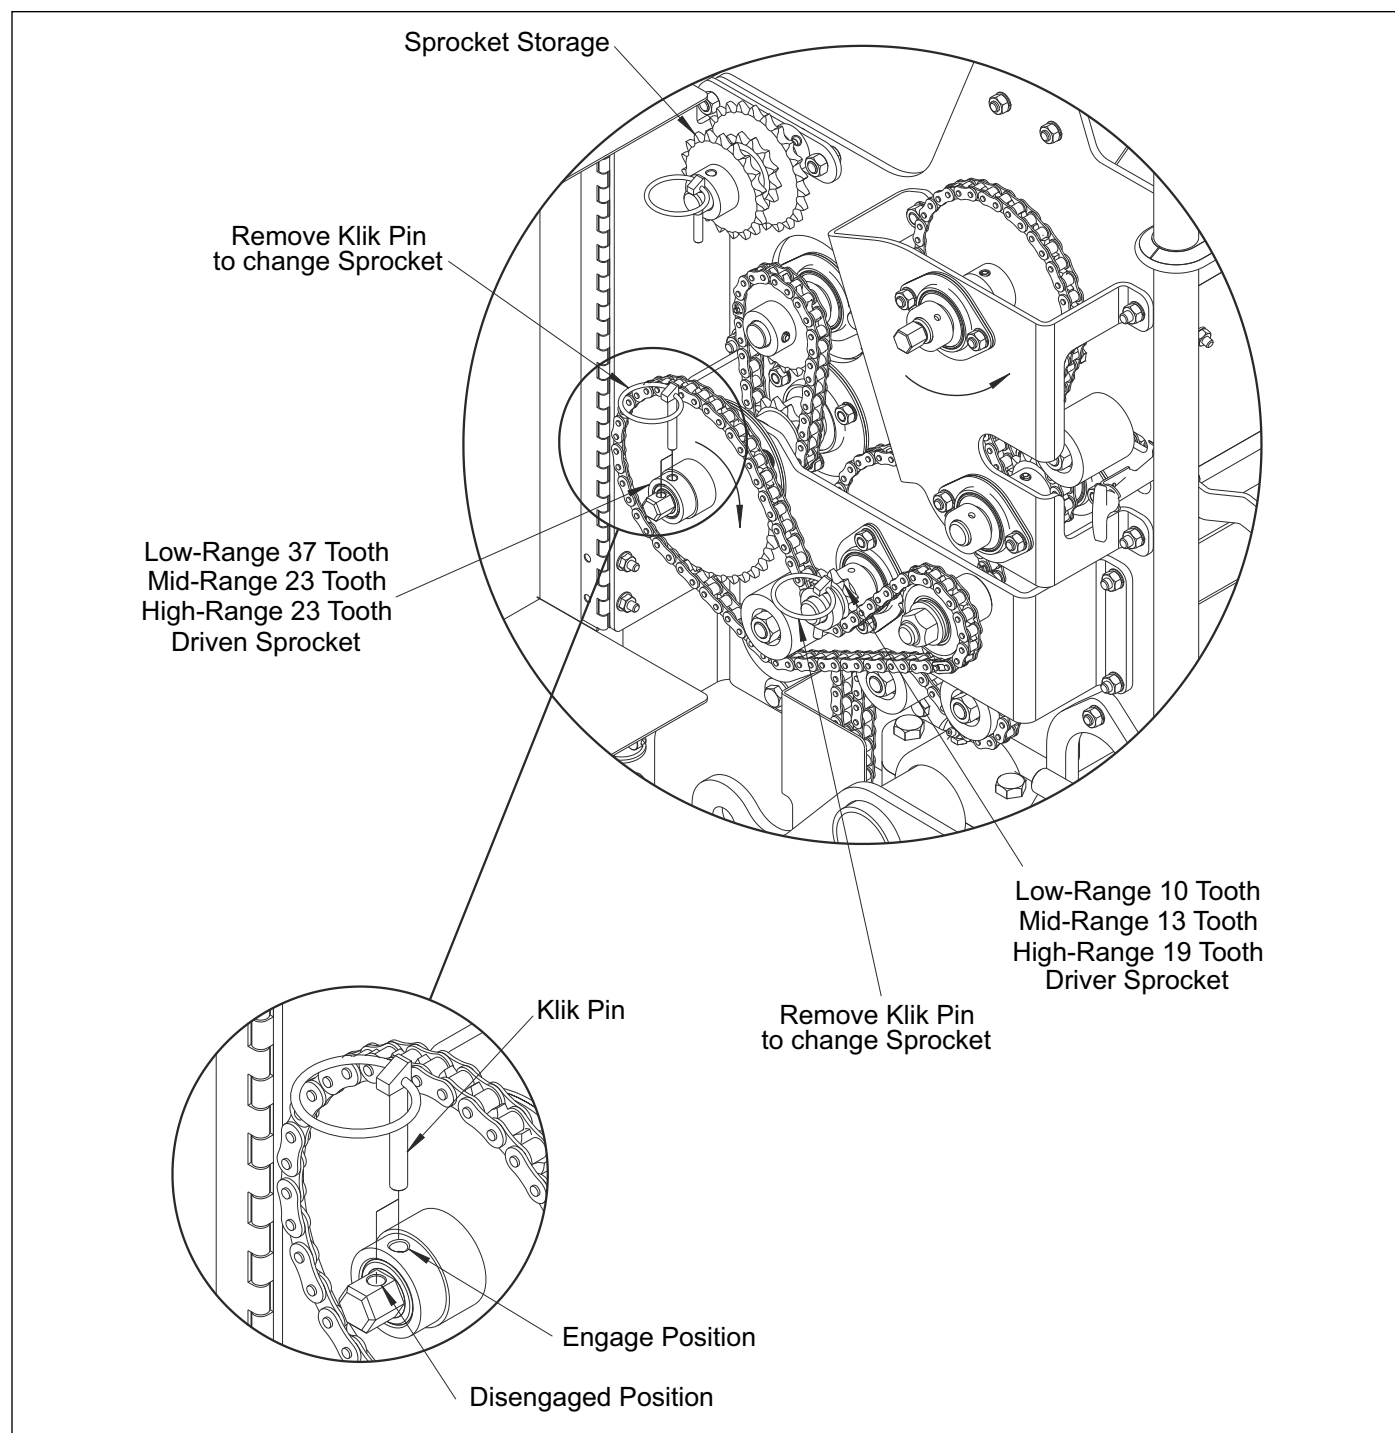 Sprocket Storage
Remove Klik Pin
to change Sprocket
Low-Range 37 Tooth
Mid-Range 23 Tooth
High-Range 23 Tooth
Driven Sprocket
Low-Range 10 Tooth
Mid-Range 13 Tooth
High-Range 19 Tooth
Driver Sprocket
Remove Klik Pin
to change Sprocket
Klik Pin
Engage Position
Disengaged Position